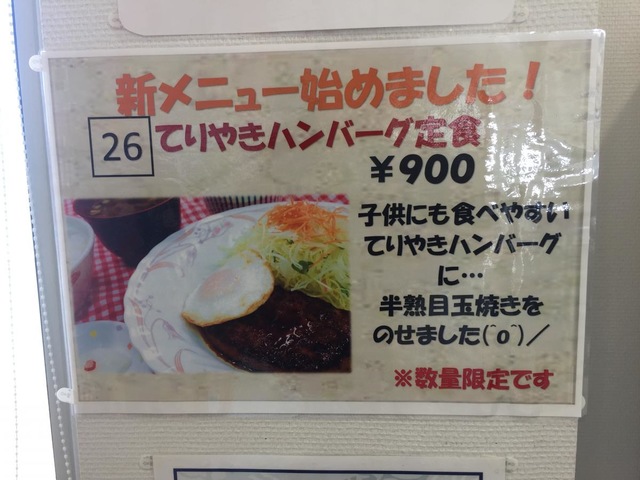 新メニュー始めました！
26 てりやきハンバーグ定食
￥900
子供にも食べやすい
てりやきハンバーグ
に…
半熟目玉焼きを
のせました(^o^)／
※数量限定です